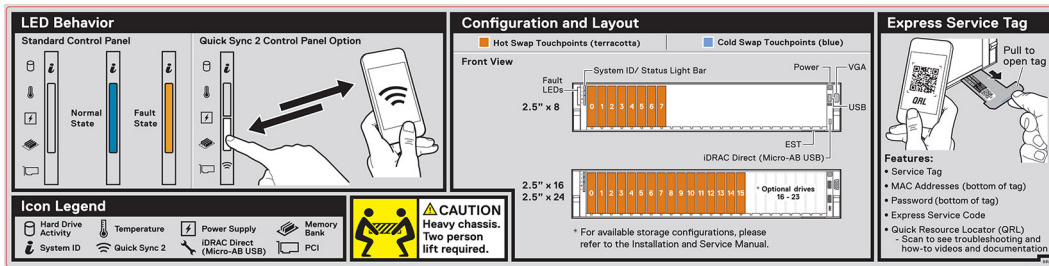 LED Behavior
Standard Control Panel
Quick Sync 2 Control Panel Option
i
i
i
i
Normal
State
Fault
State
Icon Legend
Hard Drive
Activity
Temperature
Power Supply
Memory
Bank
i
System ID
Quick Sync 2
iDRAC Direct
(Micro-AB USB)
PCI
CAUTION
Heavy chassis.
Two person
lift required.
Configuration and Layout
Hot Swap Touchpoints (terracotta)
Cold Swap Touchpoints (blue)
Front View
Fault
LEDs
System ID/ Status Light Bar
Power
VGA
2.5" x 8
0 1 2 3 4 5 6 7
USB
EST
iDRAC Direct (Micro-AB USB)
2.5" x 16
2.5" x 24
0 1 2 3 4 5 6 7 8 9 10 11 12 13 14 15
* Optional drives
16 - 23
* For available storage configurations, please
refer to the Installation and Service Manual.
Express Service Tag
Pull to
open tag
QRL
Features:
• Service Tag
• MAC Addresses (bottom of tag)
• Password (bottom of tag)
• Express Service Code
• Quick Resource Locator (QRL)
- Scan to see troubleshooting and
how-to videos and documentation